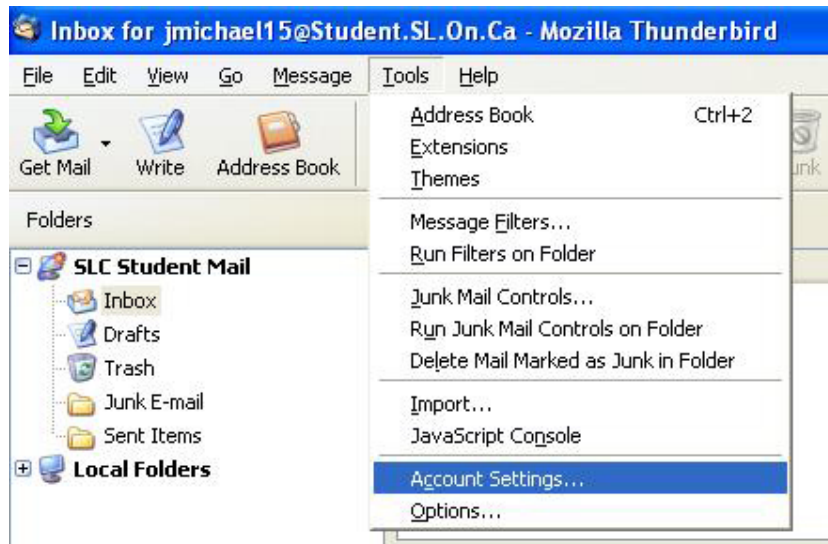 Inbox for jmichael15@Student.SL.On.Ca - Mozilla Thunderbird
File Edit View Go Message Tools Help
Get Mail Write Address Book
Folders
SLC Student Mail
Inbox
Drafts
Trash
Junk E-mail
Sent Items
Local Folders
Address Book Ctrl+2
Extensions
Themes
Message Filters...
Run Filters on Folder
Junk Mail Controls...
Run Junk Mail Controls on Folder
Delete Mail Marked as Junk in Folder
Import...
JavaScript Console
Account Settings...
Options...